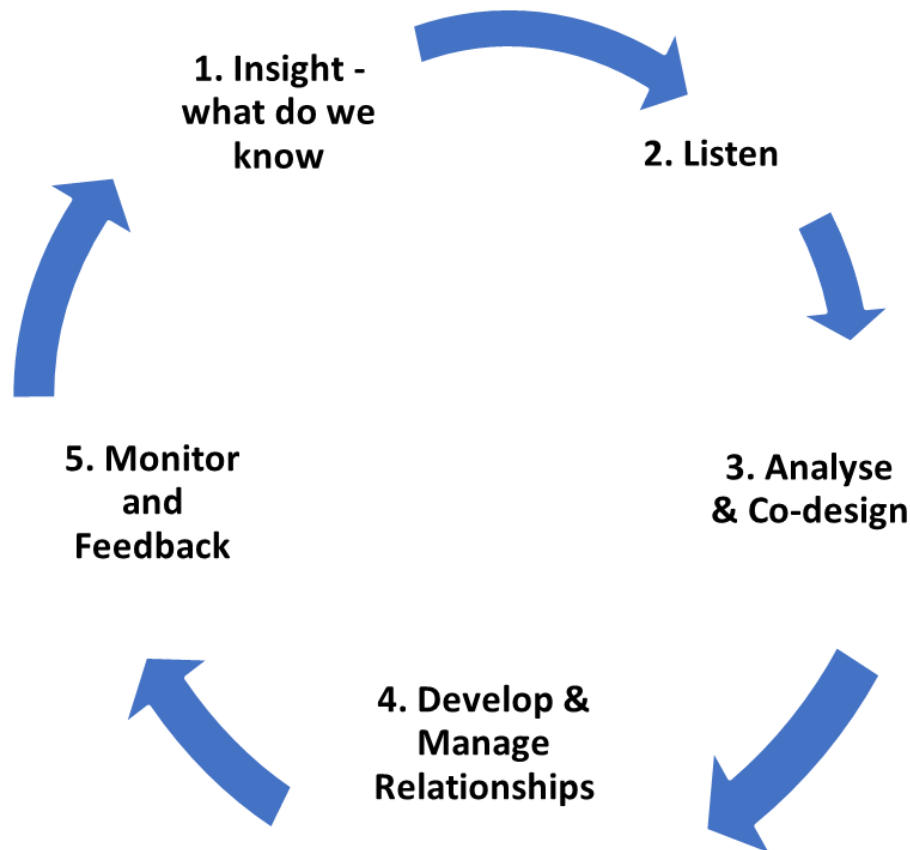 1. Insight -
what do we
know
2. Listen
3. Analyse
& Co-design
4. Develop &
Manage
Relationships
5. Monitor
and
Feedback